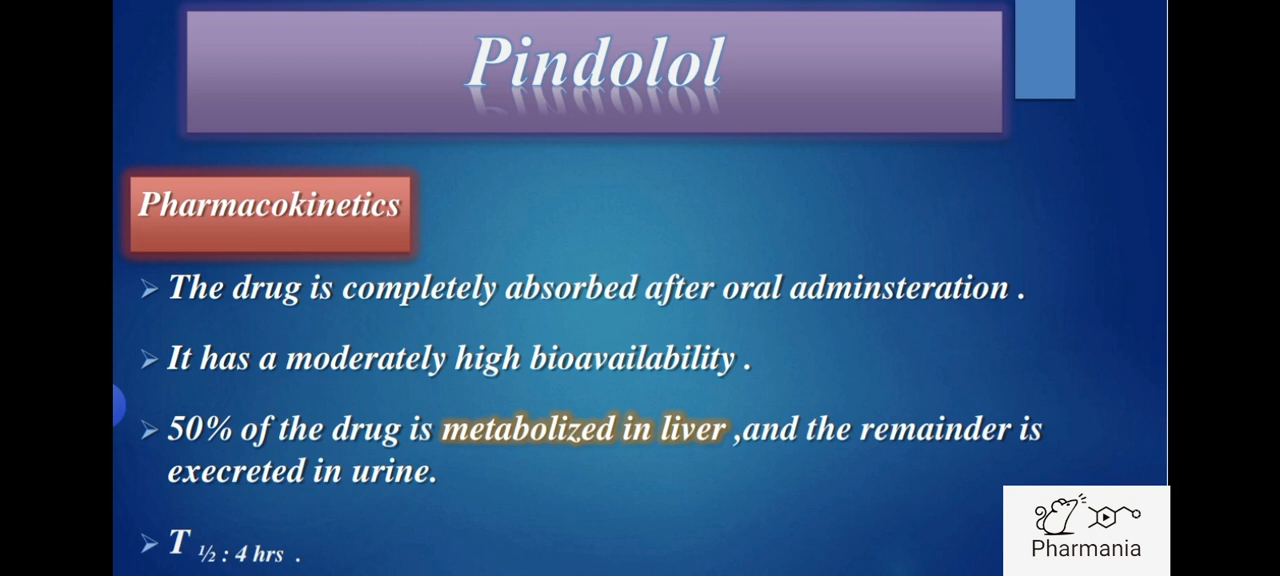 Pindolol
Pharmacokinetics
The drug is completely absorbed after oral adminsteration .
It has a moderately high bioavailability .
50% of the drug is metabolized in liver ,and the remainder is
execreted in urine.
T ½ : 4 hrs .
Pharmania